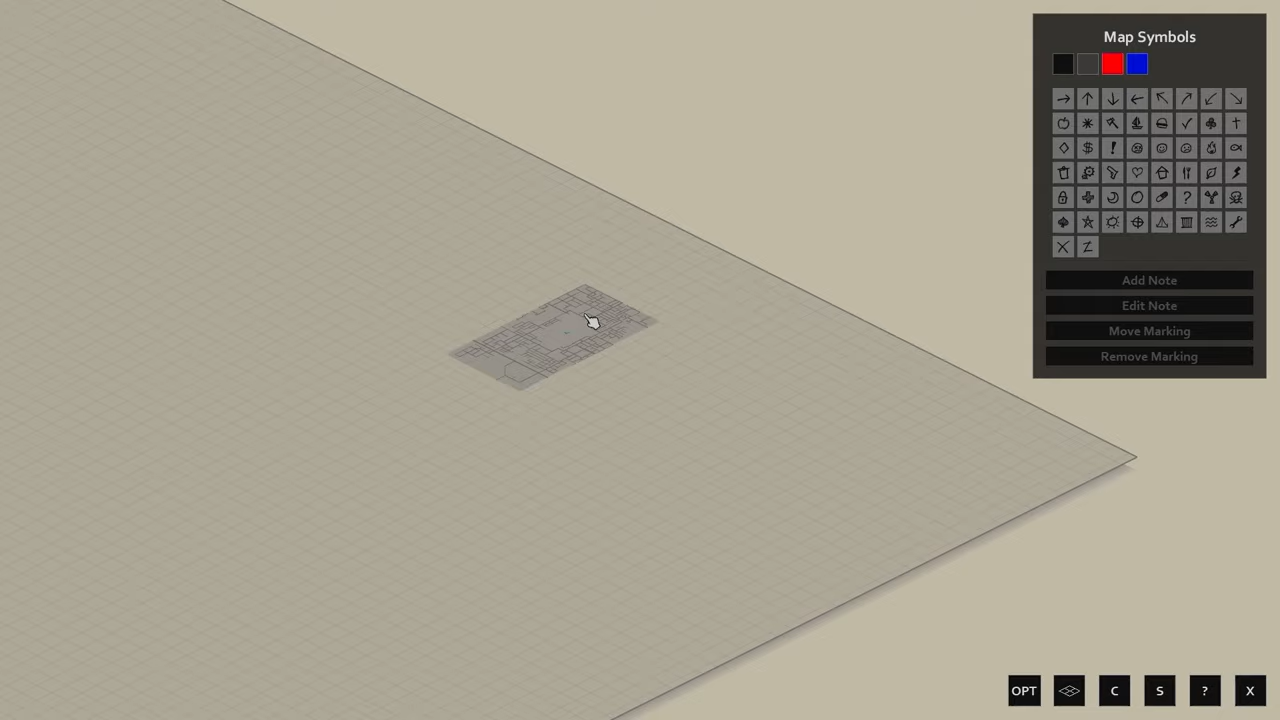 Map Symbols
Add Note
Edit Note
Move Marking
Remove Marking
OPT
C
S
?
X